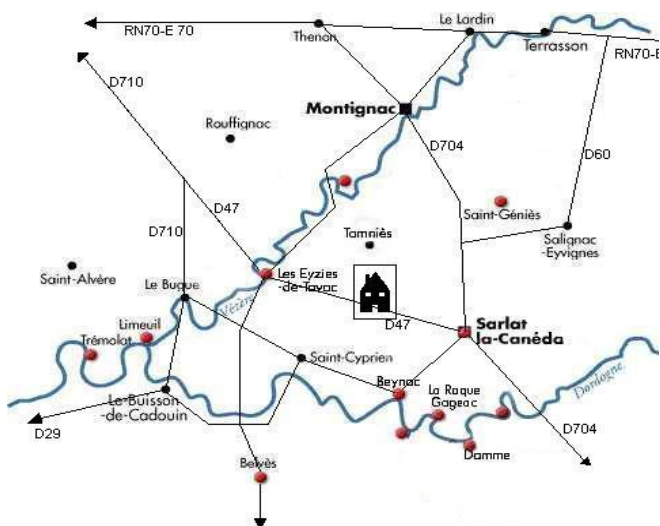 Le Lardin
RN70-E 70
Thenon
Terrasson
RN70-E
D710
Montignac
Rouffignac
D704
D60
D47
Saint-Géniès
D710
Tamniès
Salignac
-Eyvignes
Saint-Alvère
Les Eyzies
-de-Tayac
Le Bugue
Vézère
Limeuil
D47
Sarlat
la-Canéda
Trémolat
Saint-Cyprien
Beynac
La Roque
Gageac
Dordogne
Le-Buisson
-de-Cadouin
D29
D704
Domme
Belvès